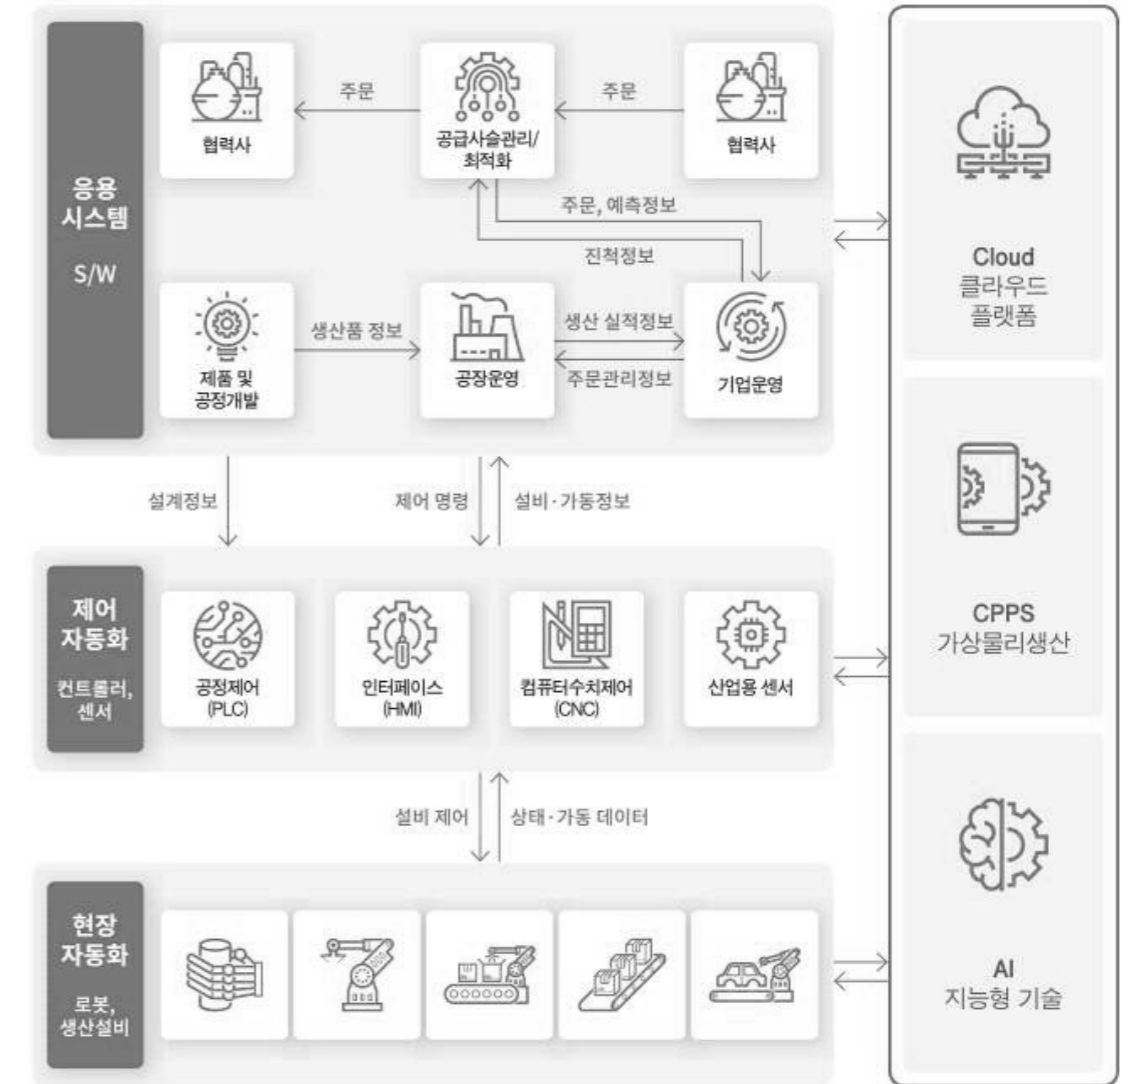 응용
시스템
S/W
협력사
주문
공급사슬관리/
최적화
주문
협력사
주문, 예측정보
진척정보
제품 및
공정개발
생산품 정보
공장운영
생산 실적정보
주문관리정보
기업운영
설계정보
제어 명령
설비·가동정보
제어
자동화
컨트롤러,
센서
공정제어
(PLC)
인터페이스
(HMI)
컴퓨터수치제어
(CNC)
산업용 센서
설비 제어
상태·가동 데이터
현장
자동화
로봇,
생산설비
Cloud
클라우드
플랫폼
CPPS
가상물리생산
AI
지능형 기술